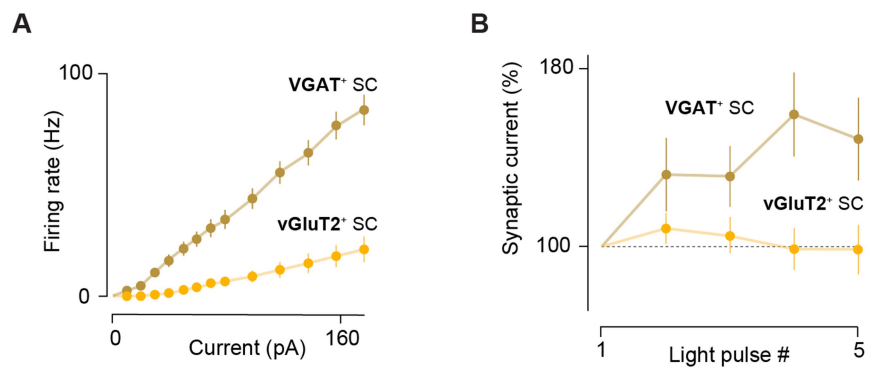 A
100
VGAT+ SC
Firing rate (Hz)
vGluT2+ SC
0
0
160
Current (pA)
B
180
VGAT+ SC
Synaptic current (%)
vGluT2+ SC
100
1
5
Light pulse #